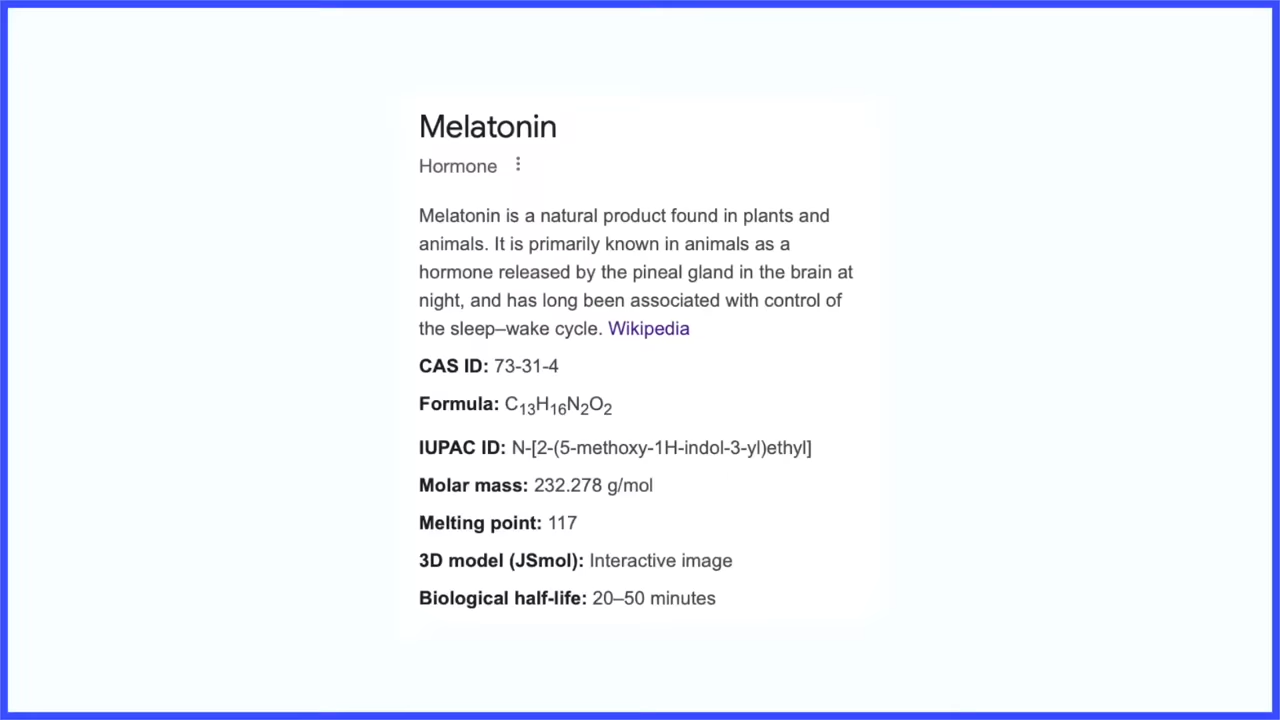 Melatonin
Hormone
Melatonin is a natural product found in plants and
animals. It is primarily known in animals as a
hormone released by the pineal gland in the brain at
night, and has long been associated with control of
the sleep–wake cycle. Wikipedia
CAS ID: 73-31-4
Formula: C₁₃H₁₆N₂O₂
IUPAC ID: N-[2-(5-methoxy-1H-indol-3-yl)ethyl]
Molar mass: 232.278 g/mol
Melting point: 117
3D model (JSmol): Interactive image
Biological half-life: 20–50 minutes